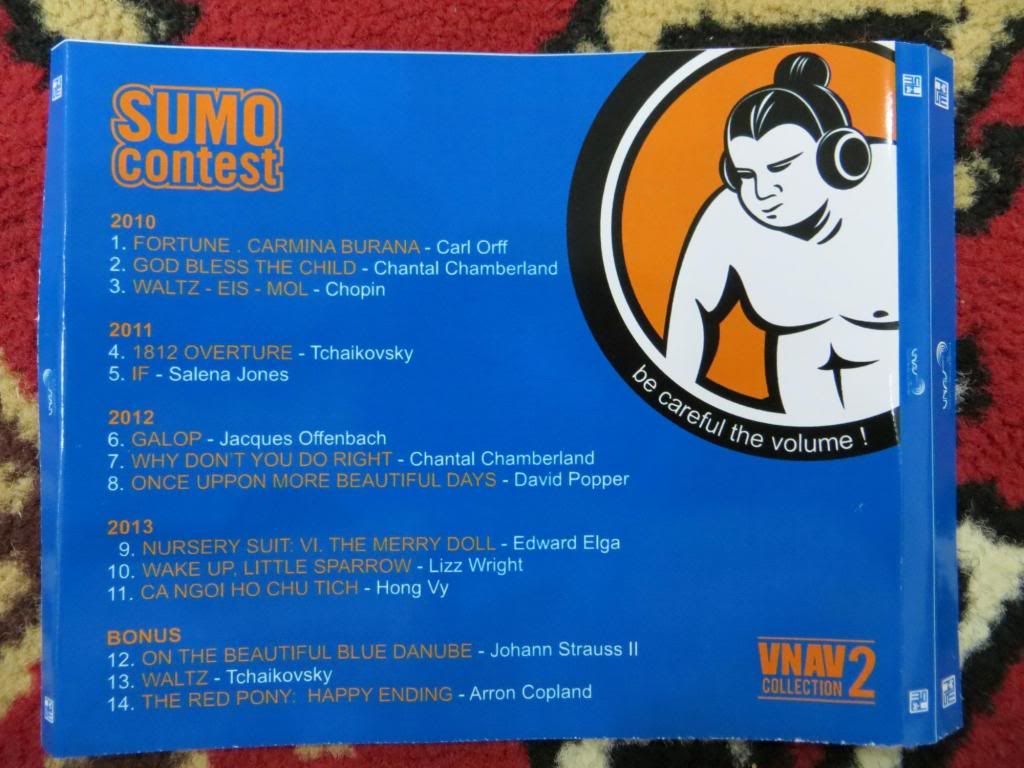 SUMO
contest
2010
1. FORTUNE . CARMINA BURANA - Carl Orff
2. GOD BLESS THE CHILD - Chantal Chamberland
3. WALTZ - EIS - MOL - Chopin
2011
4. 1812 OVERTURE - Tchaikovsky
5. IF - Salena Jones
2012
6. GALOP - Jacques Offenbach
7. WHY DON'T YOU DO RIGHT - Chantal Chamberland
8. ONCE UPPON MORE BEAUTIFUL DAYS - David Popper
2013
9. NURSERY SUIT: VI. THE MERRY DOLL - Edward Elga
10. WAKE UP, LITTLE SPARROW - Lizz Wright
11. CA NGOI HO CHU TICH - Hong Vy
BONUS
12. ON THE BEAUTIFUL BLUE DANUBE - Johann Strauss II
13. WALTZ - Tchaikovsky
14. THE RED PONY: HAPPY ENDING - Arron Copland
be careful the volume !
VNAV 2
COLLECTION